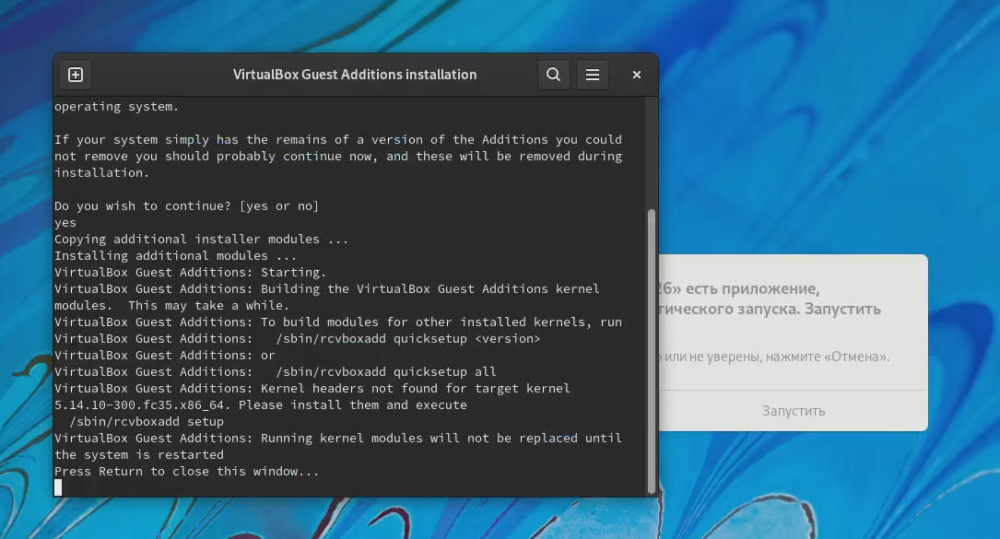 VirtualBox Guest Additions installation
operating system.
If your system simply has the remains of a version of the Additions you could
not remove you should probably continue now, and these will be removed during
installation.
Do you wish to continue? [yes or no]
yes
Copying additional installer modules ...
Installing additional modules ...
VirtualBox Guest Additions: Starting.
VirtualBox Guest Additions: Building the VirtualBox Guest Additions kernel
modules.  This may take a while.
VirtualBox Guest Additions: To build modules for other installed kernels, run
VirtualBox Guest Additions:   /sbin/rcvboxadd quicksetup <version>
VirtualBox Guest Additions: or
VirtualBox Guest Additions:   /sbin/rcvboxadd quicksetup all
VirtualBox Guest Additions: Kernel headers not found for target kernel
5.14.10-300.fc35.x86_64. Please install them and execute
  /sbin/rcvboxadd setup
VirtualBox Guest Additions: Running kernel modules will not be replaced until
the system is restarted
Press Return to close this window...
26» есть приложение,
тического запуска. Запустить
или не уверены, нажмите «Отмена».
Запустить